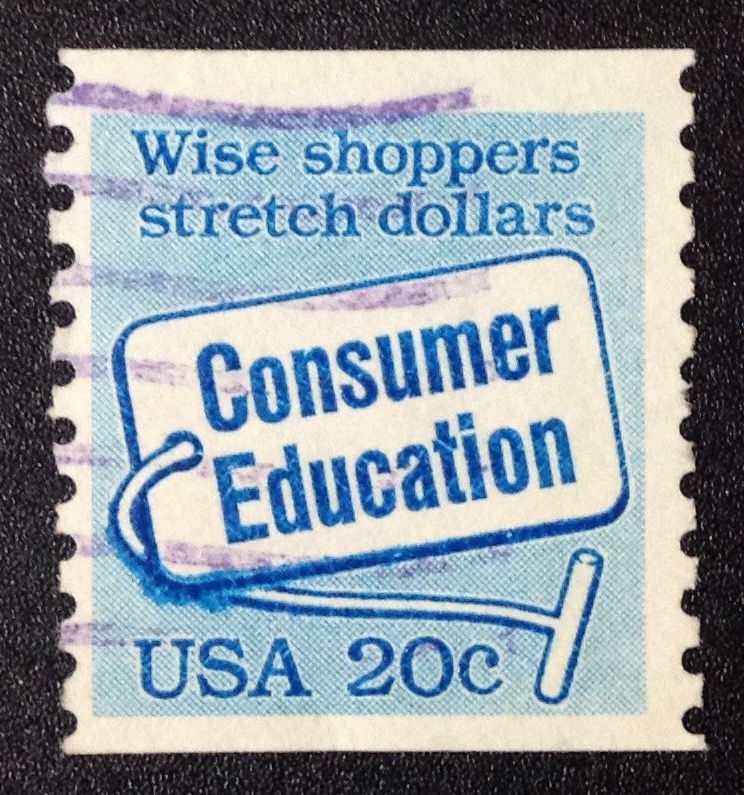 Wise shoppers
stretch dollars
Consumer
Education
USA 20c